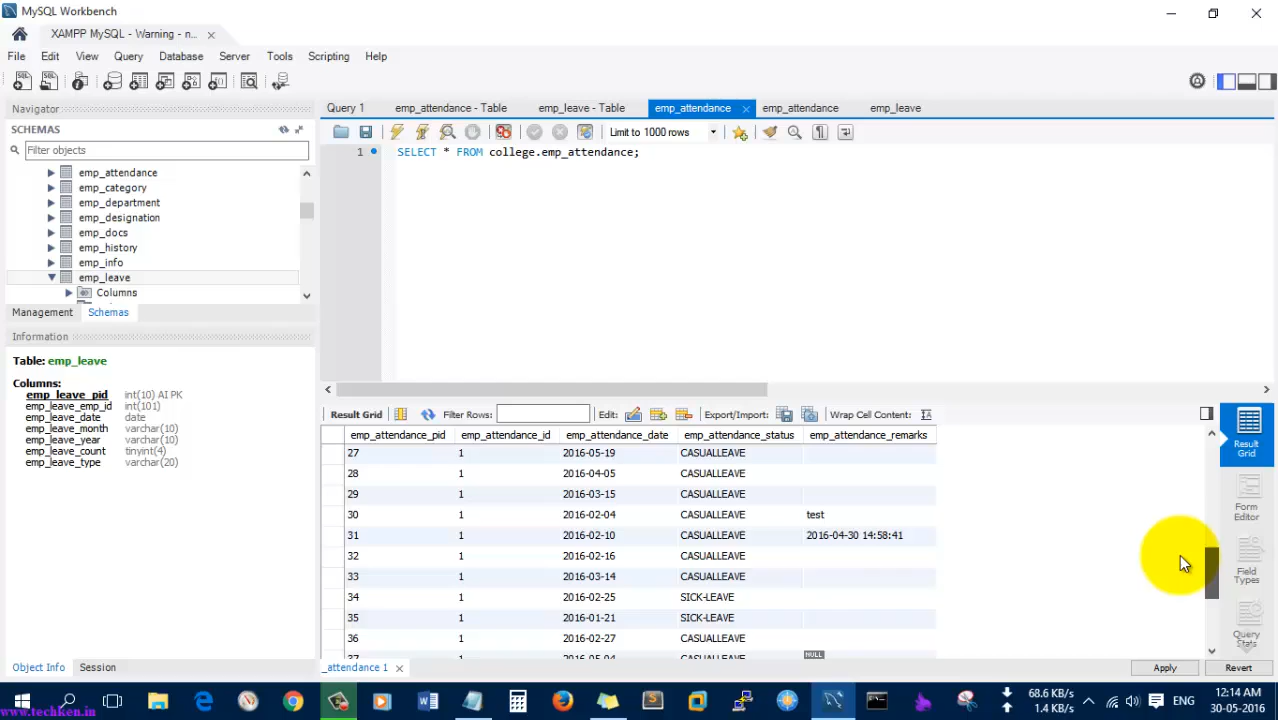 MySQL Workbench
XAMPP MySQL - Warning - n...
File Edit View Query Database Server Tools Scripting Help
Navigator
SCHEMAS
Filter objects
emp_attendance
emp_category
emp_department
emp_designation
emp_docs
emp_history
emp_info
emp_leave
Columns
Management Schemas
Information
Table: emp_leave
Columns:
emp_leave_pid int(10) AI PK
emp_leave_emp_id int(101)
emp_leave_date date
emp_leave_month varchar(10)
emp_leave_year varchar(10)
emp_leave_count tinyint(4)
emp_leave_type varchar(20)
Object Info Session
Query 1 emp_attendance - Table emp_leave - Table emp_attendance emp_attendance emp_leave
Limit to 1000 rows
1 SELECT * FROM college.emp_attendance;
Result Grid Filter Rows: Edit: Export/Import: Wrap Cell Content:
emp_attendance_pid emp_attendance_id emp_attendance_date emp_attendance_status emp_attendance_remarks
27 1 2016-05-19 CASUALLEAVE
28 1 2016-04-05 CASUALLEAVE
29 1 2016-03-15 CASUALLEAVE
30 1 2016-02-04 CASUALLEAVE test
31 1 2016-02-10 CASUALLEAVE 2016-04-30 14:58:41
32 1 2016-02-16 CASUALLEAVE
33 1 2016-03-14 CASUALLEAVE
34 1 2016-02-25 SICK-LEAVE
35 1 2016-01-21 SICK-LEAVE
36 1 2016-02-27 CASUALLEAVE
37 1 2016-05-04 CASUALLEAVE NULL
Result
Grid
Form
Editor
Field
Types
Query
Stats
_attendance 1
Apply Revert
68.6 KB/s
1.4 KB/s
ENG
12:14 AM
30-05-2016
www.techken.in